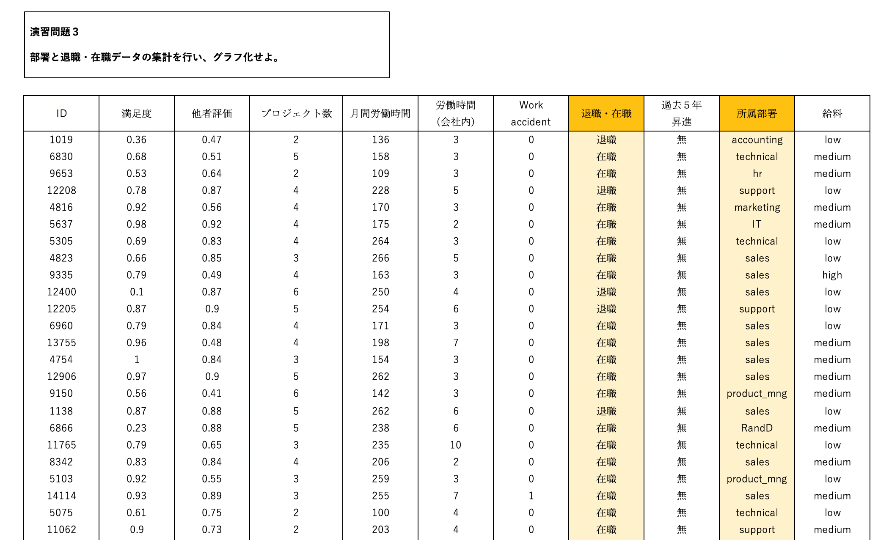 演習問題３
部署と退職・在職データの集計を行い、グラフ化せよ。
ID 満足度 他者評価 プロジェクト数 月間労働時間 労働時間（会社内） Work accident 退職・在職 過去５年昇進 所属部署 給料
1019 0.36 0.47 2 136 3 0 退職 無 accounting low
6830 0.68 0.51 5 158 3 0 在職 無 technical medium
9653 0.53 0.64 2 109 3 0 在職 無 hr medium
12208 0.78 0.87 4 228 5 0 退職 無 support low
4816 0.92 0.56 4 170 3 0 在職 無 marketing medium
5637 0.98 0.92 4 175 2 0 在職 無 IT medium
5305 0.69 0.83 4 264 3 0 在職 無 technical low
4823 0.66 0.85 3 266 5 0 在職 無 sales low
9335 0.79 0.49 4 163 3 0 在職 無 sales high
12400 0.1 0.87 6 250 4 0 退職 無 sales low
12205 0.87 0.9 5 254 6 0 退職 無 support low
6960 0.79 0.84 4 171 3 0 在職 無 sales low
13755 0.96 0.48 4 198 7 0 在職 無 sales medium
4754 1 0.84 3 154 3 0 在職 無 sales medium
12906 0.97 0.9 5 262 3 0 在職 無 sales medium
9150 0.56 0.41 6 142 3 0 在職 無 product_mng medium
1138 0.87 0.88 5 262 6 0 退職 無 sales low
6866 0.23 0.88 5 238 6 0 在職 無 RandD medium
11765 0.79 0.65 3 235 10 0 在職 無 technical low
8342 0.83 0.84 4 206 2 0 在職 無 sales medium
5103 0.92 0.55 3 259 3 0 在職 無 product_mng low
14114 0.93 0.89 3 255 7 1 在職 無 sales medium
5075 0.61 0.75 2 100 4 0 在職 無 technical low
11062 0.9 0.73 2 203 4 0 在職 無 support medium